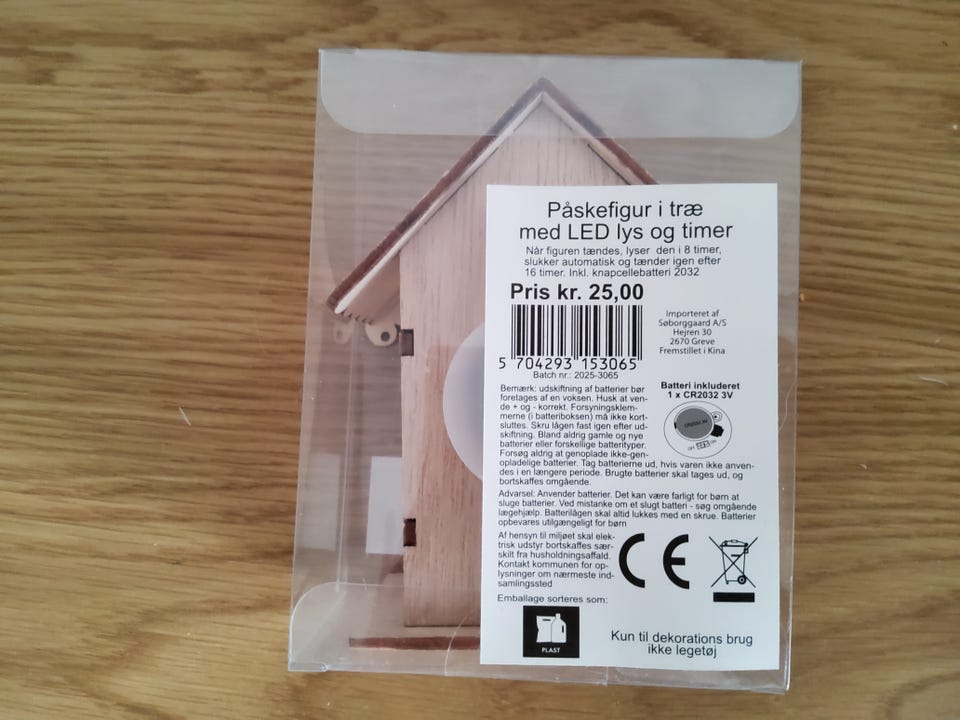 Påskefigur i træ
med LED lys og timer
Når figuren tændes, lyser den i 8 timer,
slukker automatisk og tænder igen efter
16 timer. Inkl. knapcellebatteri 2032
Pris kr. 25,00
5 704293 153065
Batch nr.: 2025-3065
Importeret af
Søborggaard A/S
Hejren 30
2670 Greve
Fremstillet i Kina
Bemærk: udskiftning af batterier bør
foretages af en voksen. Husk at ven-
de + og - korrekt. Forsyningsklem-
merne (i batteriboksen) må ikke kort-
sluttes. Skru lågen fast igen efter ud-
skiftning. Bland aldrig gamle og nye
batterier eller forskellige batterityper.
Forsøg aldrig at genoplade ikke-gen-
opladelige batterier. Tag batterierne ud, hvis varen ikke anven-
des i en længere periode. Brugte batterier skal tages ud, og
bortskaffes omgående.
Batteri inkluderet
1 x CR2032 3V
CR2032 3V
OFF ON
Advarsel: Anvender batterier. Det kan være farligt for børn at
sluge batterier. Ved mistanke om et slugt batteri - søg omgående
lægehjælp. Batterilågen skal altid lukkes med en skrue. Batterier
opbevares utilgængeligt for børn
Af hensyn til miljøet skal elek-
trisk udstyr bortskaffes sær-
skilt fra husholdningsaffald.
Kontakt kommunen for op-
lysninger om nærmeste ind-
samlingssted
CE
Emballage sorteres som:
PLAST
Kun til dekorations brug
ikke legetøj